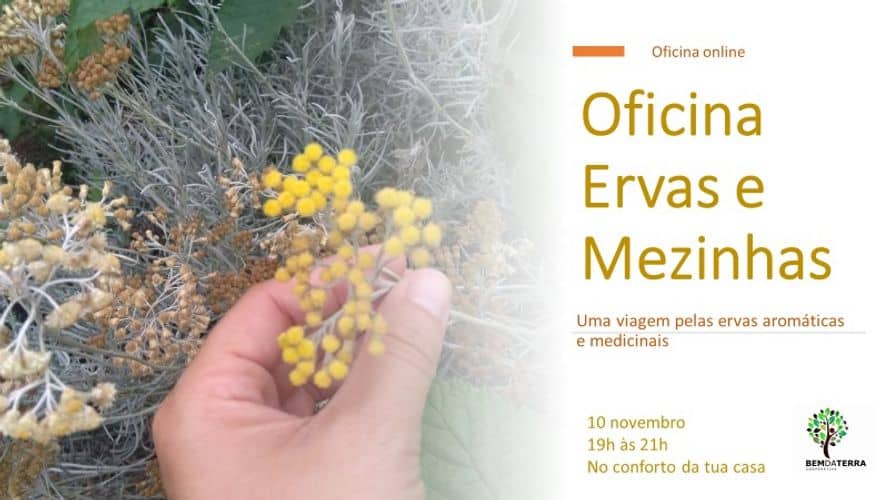 Oficina online
Oficina
Ervas e
Mezinhas
Uma viagem pelas ervas aromáticas
e medicinais
10 novembro
19h às 21h
No conforto da tua casa
BEMDATERRA
COOPERATIVA